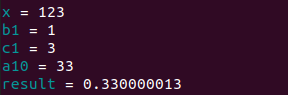 x = 123
b1 = 1
c1 = 3
a10 = 33
result = 0.330000013